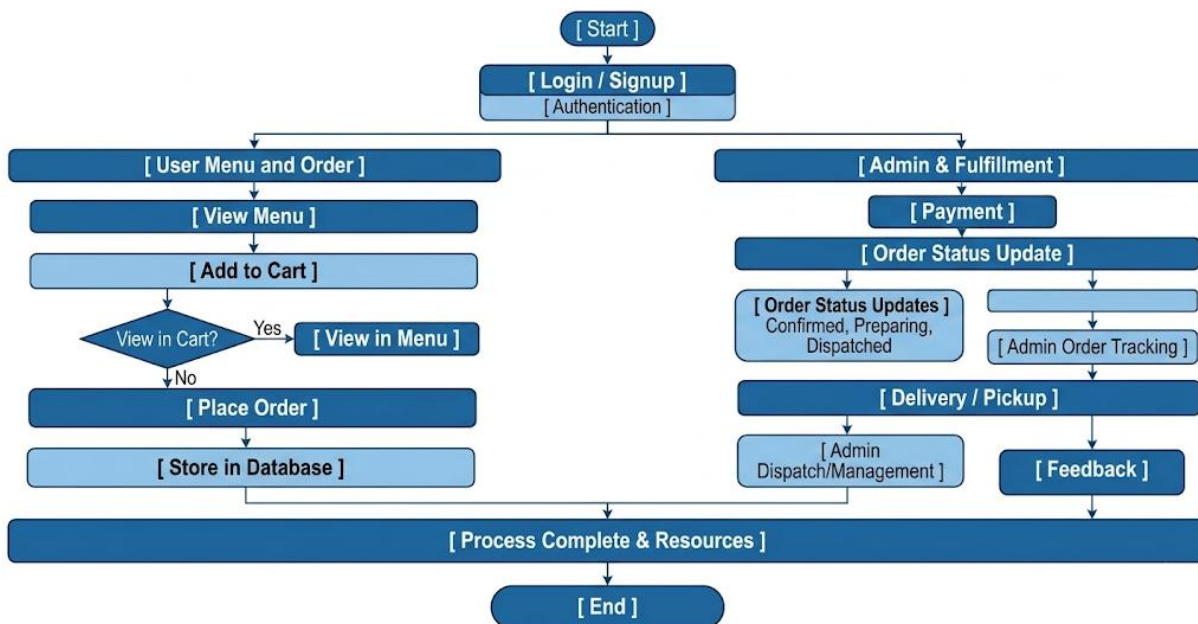 [ Start ]
[ Login / Signup ]
[ Authentication ]
[ User Menu and Order ]
[ View Menu ]
[ Add to Cart ]
View in Cart?
Yes
[ View in Menu ]
No
[ Place Order ]
[ Store in Database ]
[ Admin & Fulfillment ]
[ Payment ]
[ Order Status Update ]
[ Order Status Updates ]
Confirmed, Preparing,
Dispatched
[ Admin Order Tracking ]
[ Delivery / Pickup ]
[ Admin
Dispatch/Management ]
[ Feedback ]
[ Process Complete & Resources ]
[ End ]